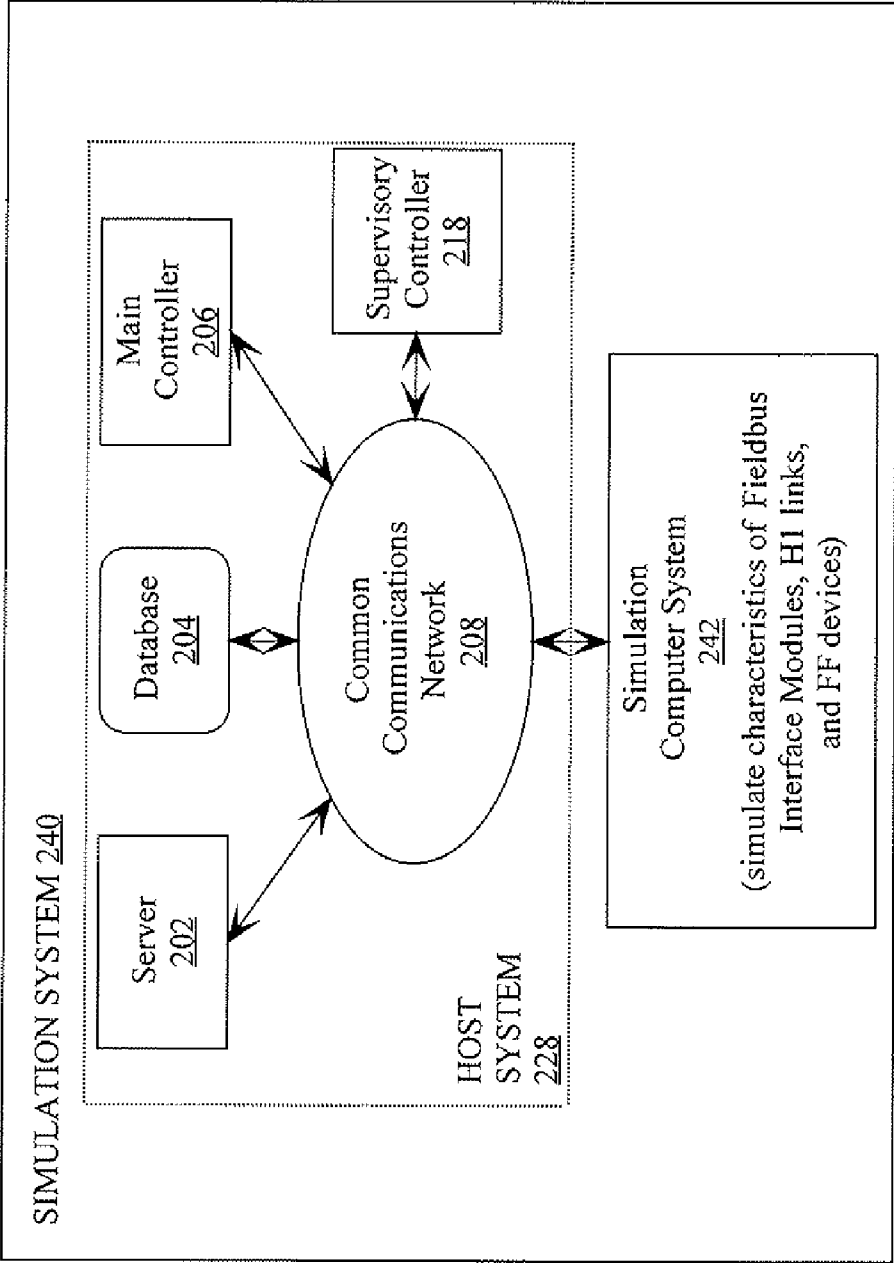 SIMULATION SYSTEM 240
Server
202
Database
204
Main
Controller
206
Common
Communications
Network
208
Supervisory
Controller
218
HOST
SYSTEM
228
Simulation
Computer System
242
(simulate characteristics of Fieldbus
Interface Modules, H1 links,
and FF devices)